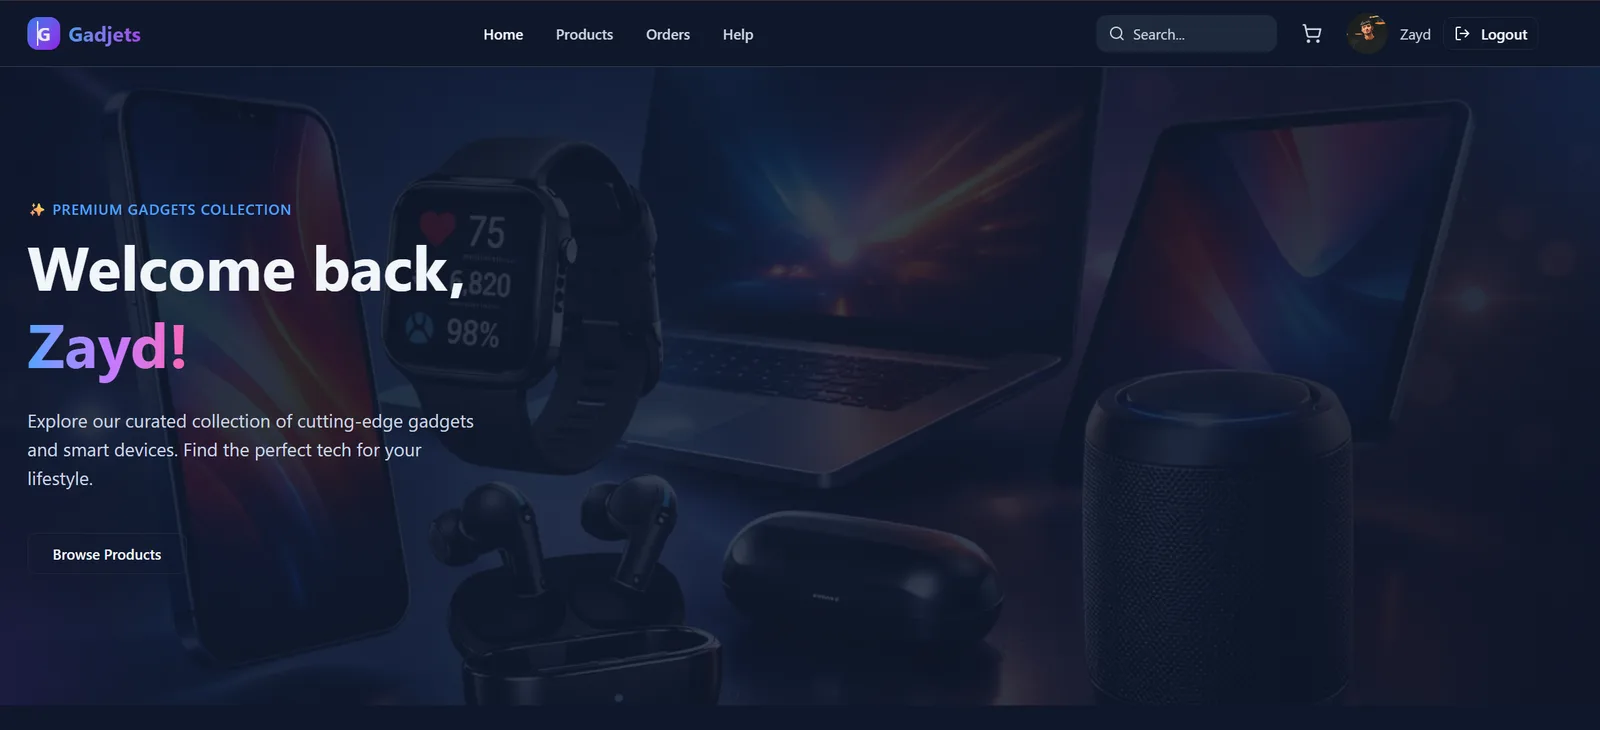 G Gadjets
Home Products Orders Help
Search...
Zayd
Logout
✨ PREMIUM GADGETS COLLECTION
Welcome back,
Zayd!
Explore our curated collection of cutting-edge gadgets
and smart devices. Find the perfect tech for your
lifestyle.
Browse Products
75
,820
98%